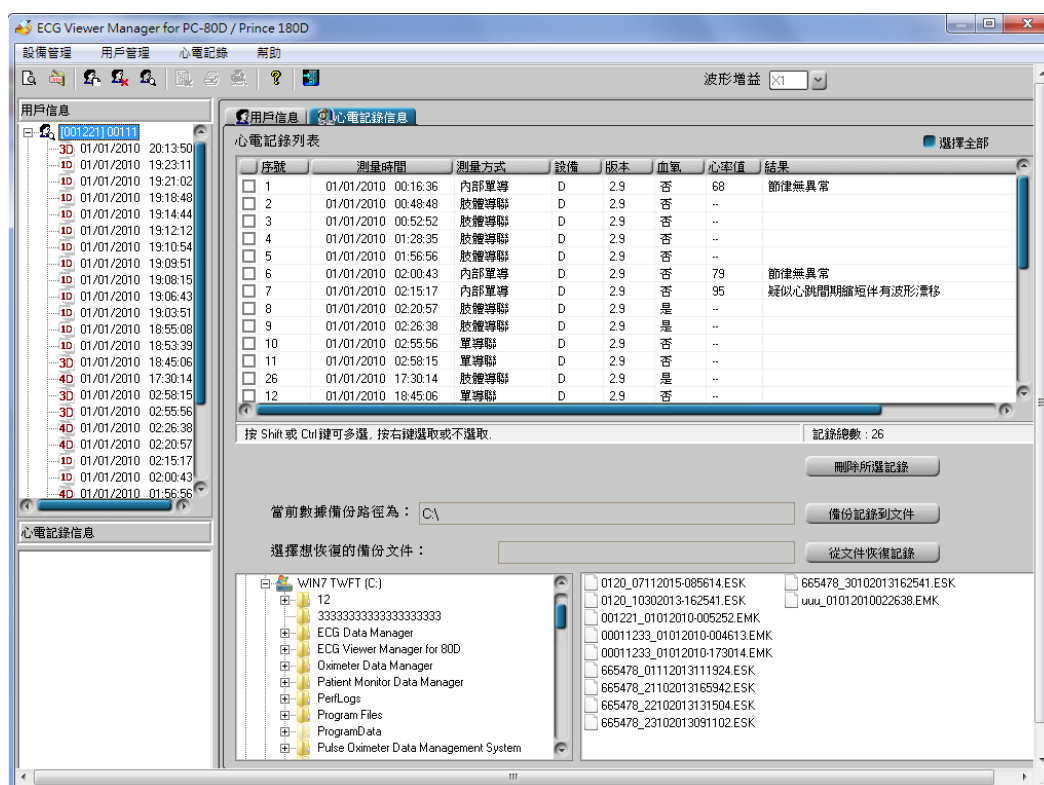 ECG Viewer Manager for PC-80D / Prince 180D
設備管理 用戶管理 心電記錄 幫助
波形增益 X1
用戶信息
[001221] 00111
3D 01/01/2010 20:13:50
1D 01/01/2010 19:23:11
1D 01/01/2010 19:21:02
1D 01/01/2010 19:18:48
1D 01/01/2010 19:14:44
1D 01/01/2010 19:12:12
1D 01/01/2010 19:10:54
1D 01/01/2010 19:09:51
1D 01/01/2010 19:08:15
1D 01/01/2010 19:06:43
1D 01/01/2010 19:03:51
1D 01/01/2010 18:55:08
1D 01/01/2010 18:53:39
3D 01/01/2010 18:45:06
4D 01/01/2010 17:30:14
3D 01/01/2010 02:58:15
3D 01/01/2010 02:55:56
4D 01/01/2010 02:26:38
4D 01/01/2010 02:20:57
1D 01/01/2010 02:15:17
1D 01/01/2010 02:00:43
4D 01/01/2010 01:56:56
心電記錄信息
用戶信息 心電記錄信息
心電記錄列表 選擇全部
序號 測量時間 測量方式 設備 版本 血氧 心率值 結果
1 01/01/2010 00:16:36 內部單導 D 2.9 否 68 節律無異常
2 01/01/2010 00:48:48 肢體導聯 D 2.9 否 --
3 01/01/2010 00:52:52 肢體導聯 D 2.9 否 --
4 01/01/2010 01:28:35 肢體導聯 D 2.9 否 --
5 01/01/2010 01:56:56 肢體導聯 D 2.9 否 --
6 01/01/2010 02:00:43 內部單導 D 2.9 否 79 節律無異常
7 01/01/2010 02:15:17 內部單導 D 2.9 否 95 疑似心跳間期縮短伴有波形漂移
8 01/01/2010 02:20:57 肢體導聯 D 2.9 是 --
9 01/01/2010 02:26:38 肢體導聯 D 2.9 是 --
10 01/01/2010 02:55:56 單導聯 D 2.9 否 --
11 01/01/2010 02:58:15 單導聯 D 2.9 否 --
26 01/01/2010 17:30:14 肢體導聯 D 2.9 是 --
12 01/01/2010 18:45:06 單導聯 D 2.9 否 --
按 Shift 或 Ctrl 鍵可多選, 按右鍵選取或不選取. 記錄總數 : 26
刪除所選記錄
當前數據備份路徑為： C:\ 備份記錄到文件
選擇想恢復的備份文件： 從文件恢復記錄
WIN7 TWFT (C:)
12
33333333333333333333
ECG Data Manager
ECG Viewer Manager for 80D
Oximeter Data Manager
Patient Monitor Data Manager
PerfLogs
Program Files
ProgramData
Pulse Oximeter Data Management System
0120_07112015-085614.ESK
0120_10302013-162541.ESK
001221_01012010-005252.EMK
00011233_01012010-004613.EMK
00011233_01012010-173014.EMK
665478_01112013111924.ESK
665478_21102013165942.ESK
665478_22102013131504.ESK
665478_23102013091102.ESK
665478_30102013162541.ESK
uuu_01012010022638.EMK